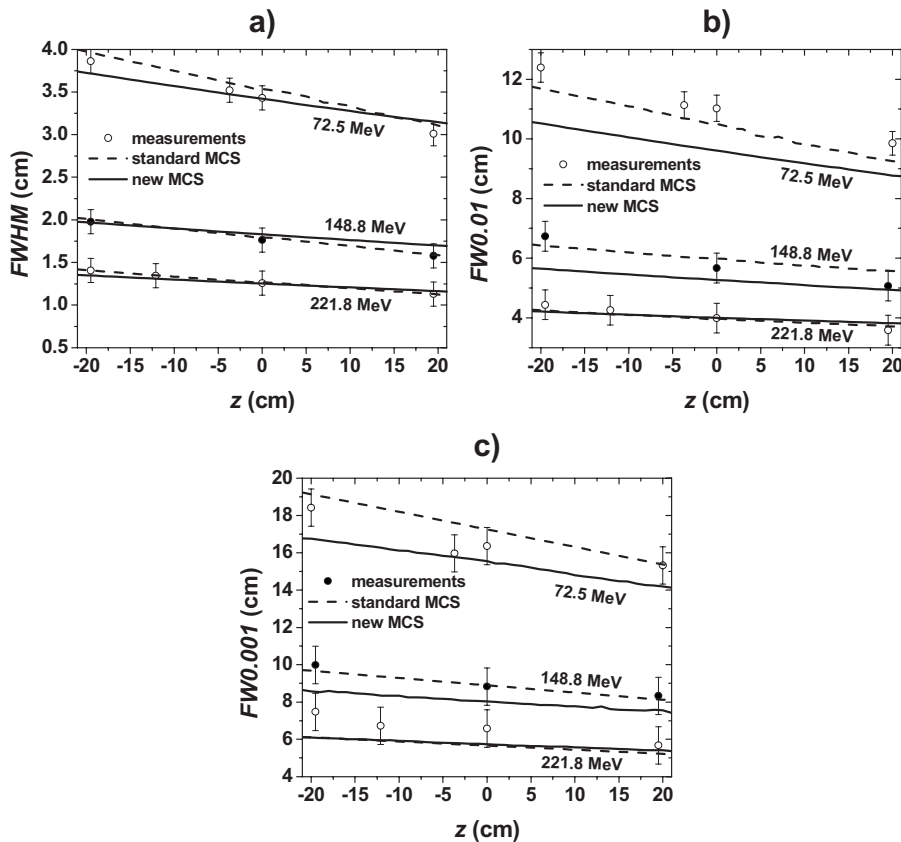 a)
FWHM (cm)
4.0
3.5
3.0
2.5
2.0
1.5
1.0
0.5
72.5 MeV
measurements
standard MCS
new MCS
148.8 MeV
221.8 MeV
-20 -15 -10 -5 0 5 10 15 20
z (cm)
b)
FW0.01 (cm)
12
10
8
6
4
measurements
standard MCS
new MCS
72.5 MeV
148.8 MeV
221.8 MeV
-20 -15 -10 -5 0 5 10 15 20
z (cm)
c)
FW0.001 (cm)
20
18
16
14
12
10
8
6
4
72.5 MeV
measurements
standard MCS
new MCS
148.8 MeV
221.8 MeV
-20 -15 -10 -5 0 5 10 15 20
z (cm)